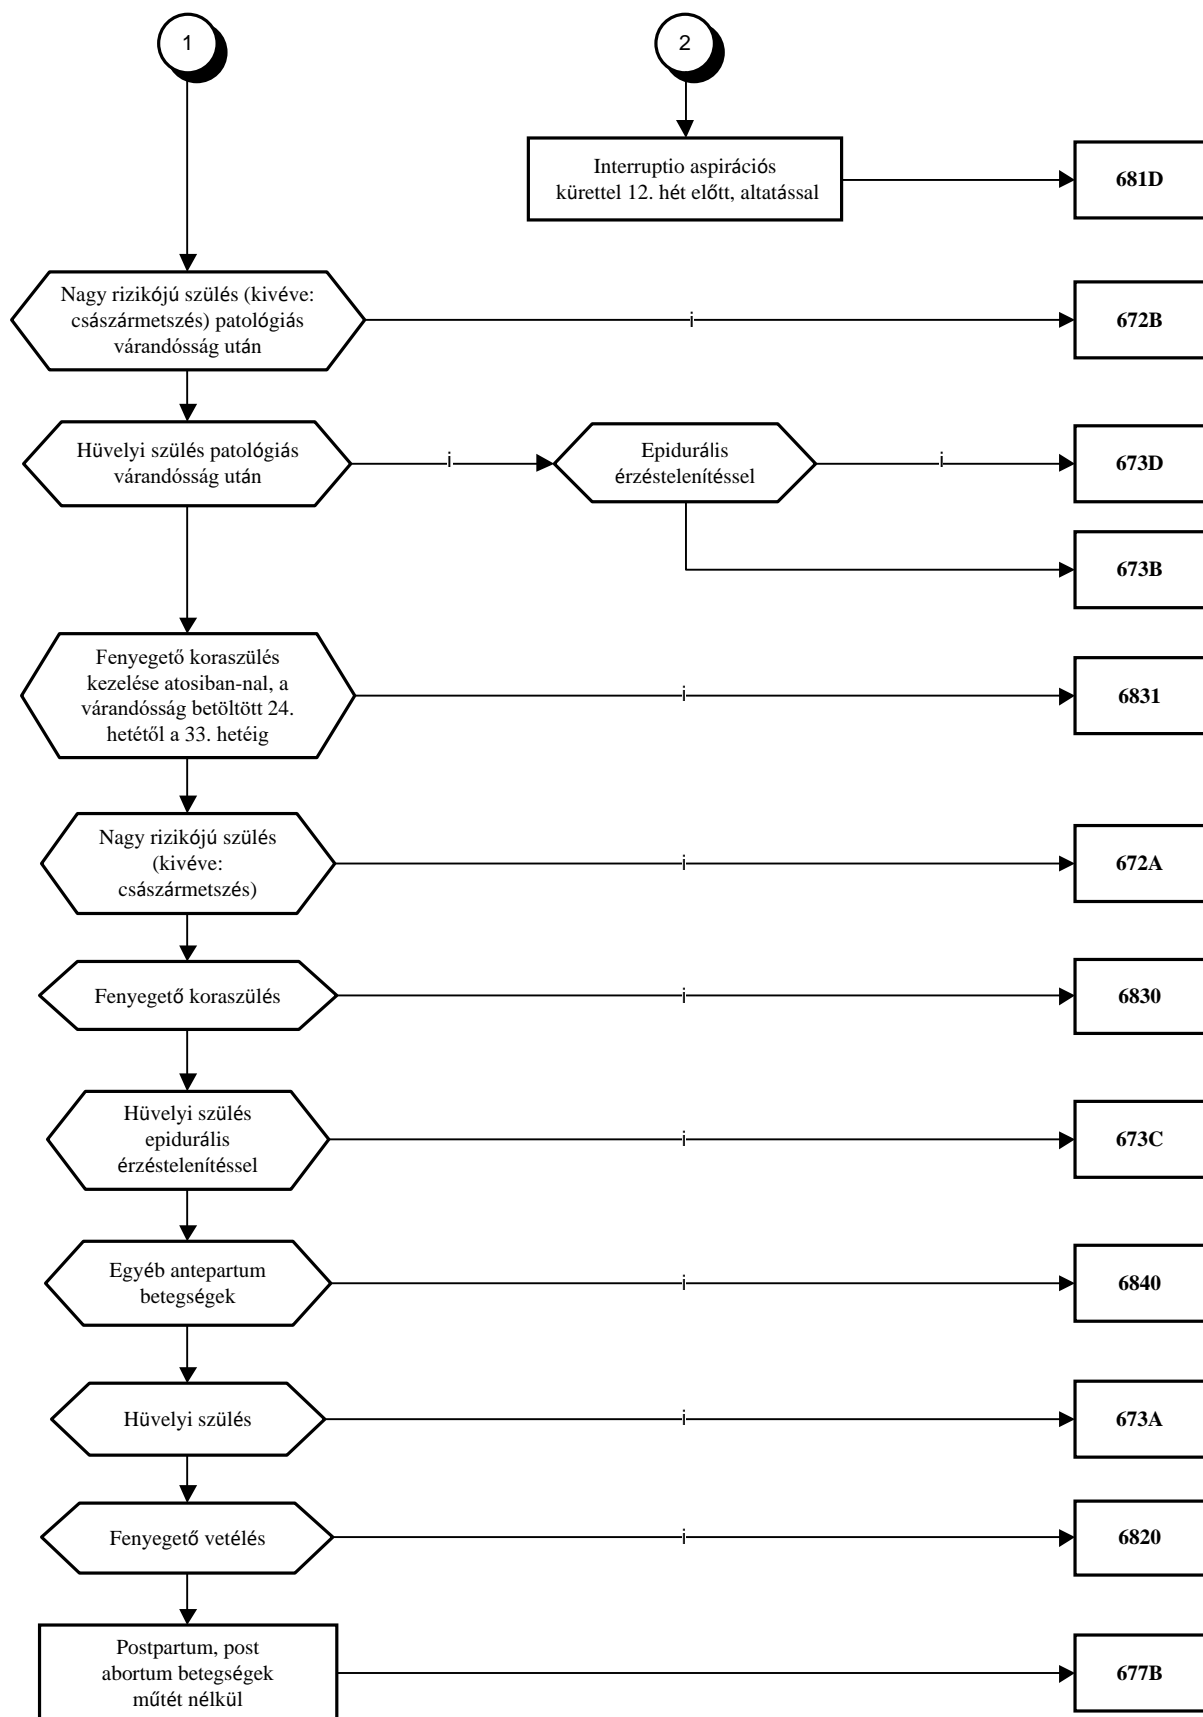 1
2
Interruptio aspirációs
kürettel 12. hét előtt, altatással
681D
Nagy rizikójú szülés (kivéve:
császármetszés) patológiás
várandósság után
i
672B
Hüvelyi szülés patológiás
várandósság után
i
Epidurális
érzéstelenítéssel
i
673D
673B
Fenyegető koraszülés
kezelése atosiban-nal, a
várandósság betöltött 24.
hetétől a 33. hetéig
i
6831
Nagy rizikójú szülés
(kivéve:
császármetszés)
i
672A
Fenyegető koraszülés
i
6830
Hüvelyi szülés
epidurális
érzéstelenítéssel
i
673C
Egyéb antepartum
betegségek
i
6840
Hüvelyi szülés
i
673A
Fenyegető vetélés
i
6820
Postpartum, post
abortum betegségek
műtét nélkül
677B